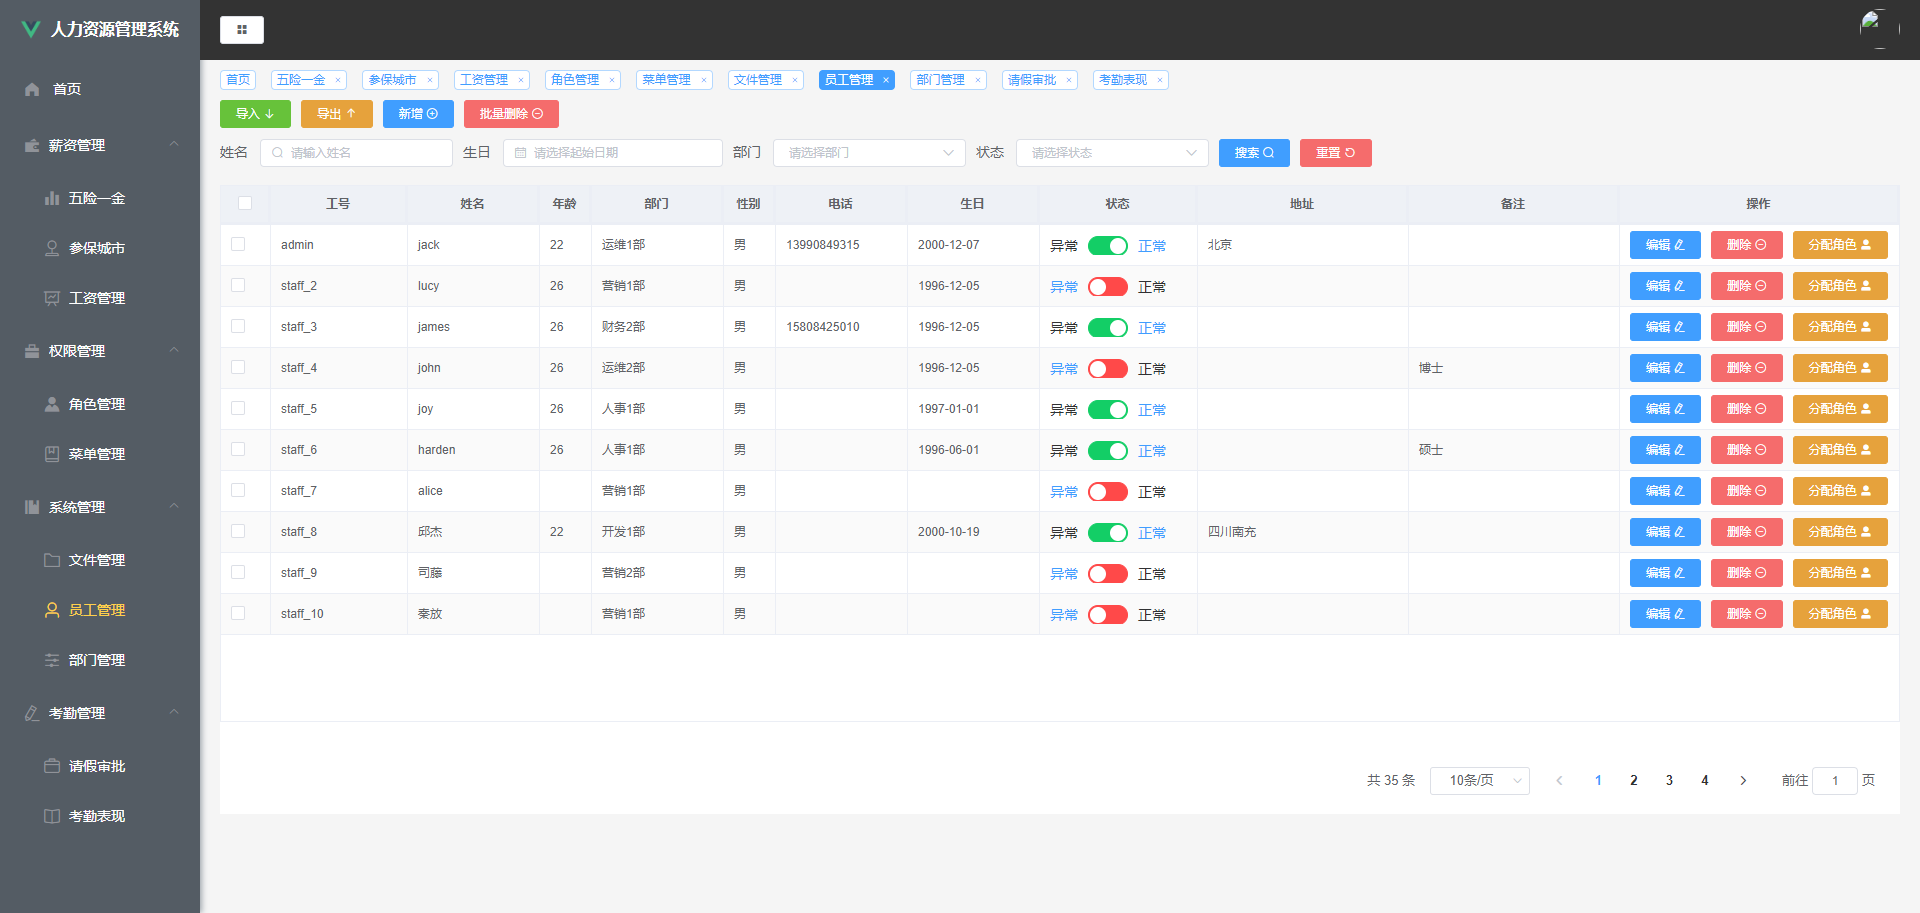 人力资源管理系统
首页
薪资管理
五险一金
参保城市
工资管理
权限管理
角色管理
菜单管理
系统管理
文件管理
员工管理
部门管理
考勤管理
请假审批
考勤表现
首页 五险一金 × 参保城市 × 工资管理 × 角色管理 × 菜单管理 × 文件管理 × 员工管理 × 部门管理 × 请假审批 × 考勤表现 ×
导入 导出 新增 批量删除
姓名 请输入姓名 生日 请选择起始日期 部门 请选择部门 状态 请选择状态 搜索 重置
工号 姓名 年龄 部门 性别 电话 生日 状态 地址 备注 操作
admin jack 22 运维1部 男 13990849315 2000-12-07 异常 正常 北京 编辑 删除 分配角色
staff_2 lucy 26 营销1部 男 1996-12-05 异常 正常 编辑 删除 分配角色
staff_3 james 26 财务2部 男 15808425010 1996-12-05 异常 正常 编辑 删除 分配角色
staff_4 john 26 运维2部 男 1996-12-05 异常 正常 博士 编辑 删除 分配角色
staff_5 joy 26 人事1部 男 1997-01-01 异常 正常 编辑 删除 分配角色
staff_6 harden 26 人事1部 男 1996-06-01 异常 正常 硕士 编辑 删除 分配角色
staff_7 alice 营销1部 男 异常 正常 编辑 删除 分配角色
staff_8 邱杰 22 开发1部 男 2000-10-19 异常 正常 四川南充 编辑 删除 分配角色
staff_9 司藤 营销2部 男 异常 正常 编辑 删除 分配角色
staff_10 秦放 营销1部 男 异常 正常 编辑 删除 分配角色
共 35 条 10条/页 1 2 3 4 前往 1 页